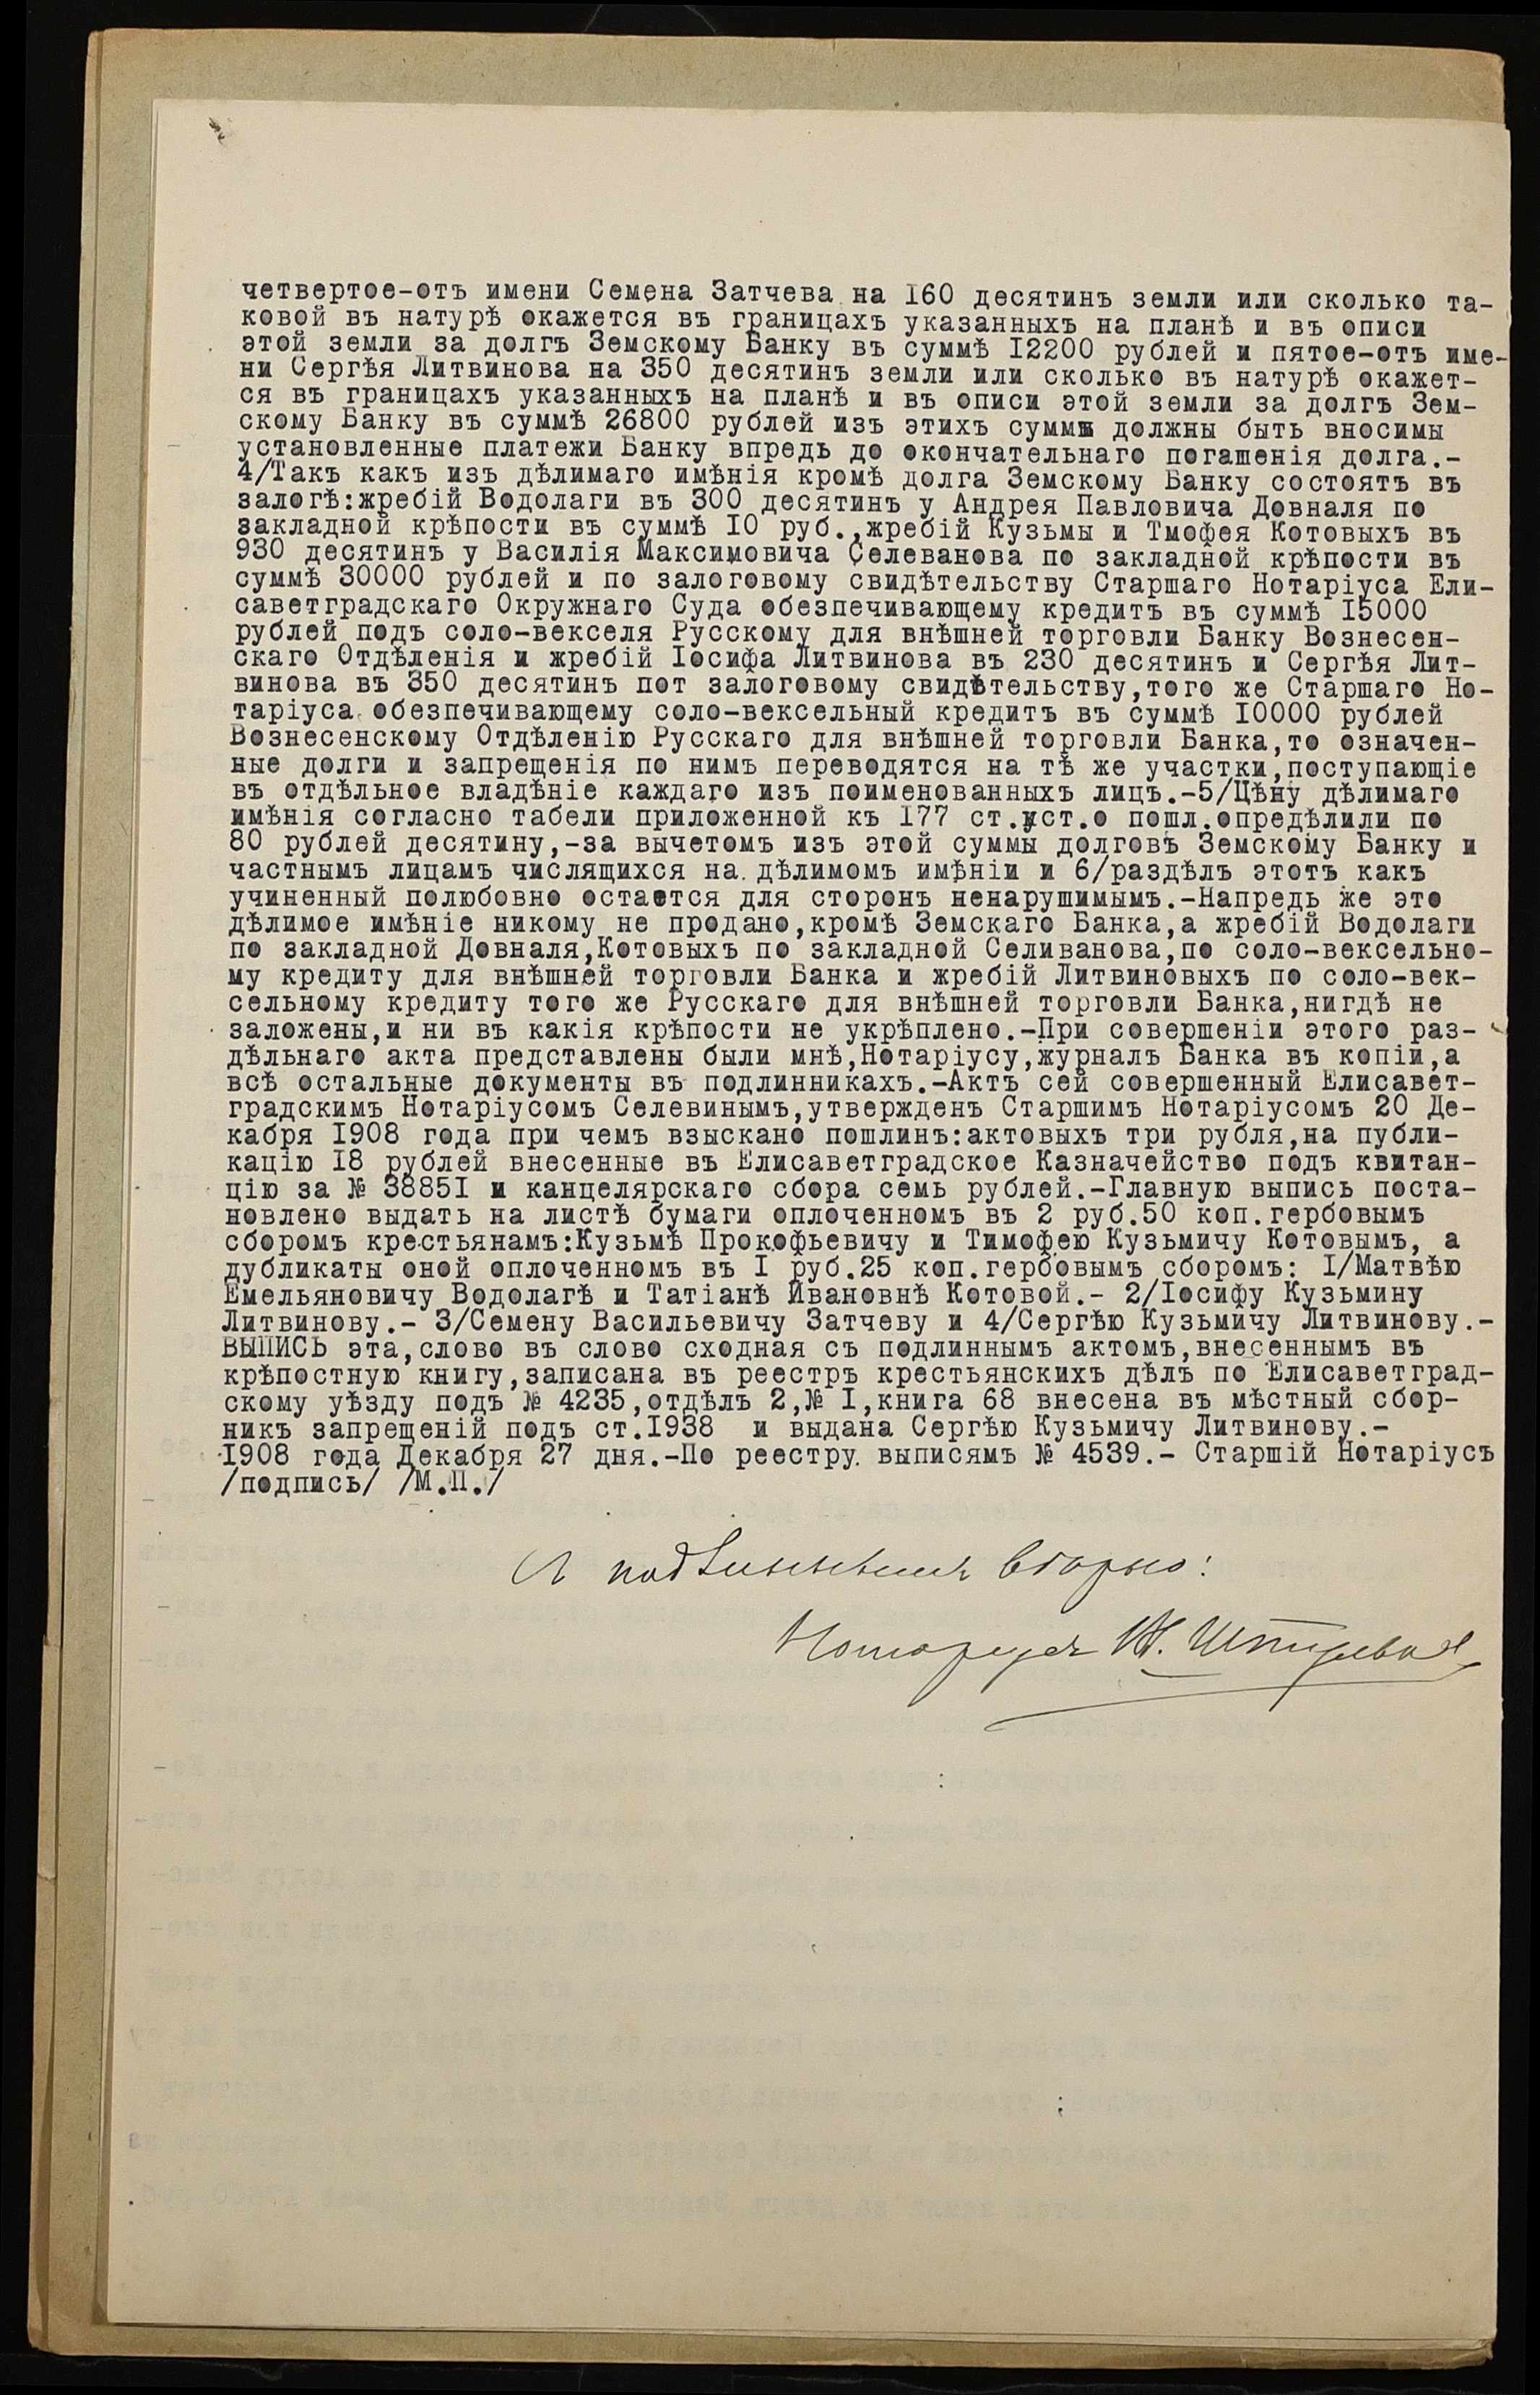 четвертое-отъ имени Семена Затчева на 160 десятинъ земли или сколько та-
ковой въ натурѣ окажется въ границахъ указанныхъ на планѣ и въ описи
этой земли за долгъ Земскому Банку въ суммѣ 12200 рублей и пятое-отъ име-
ни Сергѣя Литвинова на 350 десятинъ земли или сколько въ натурѣ окажет-
ся въ границахъ указанныхъ на планѣ и въ описи этой земли за долгъ Зем-
скому Банку въ суммѣ 26800 рублей изъ этихъ суммъ должны быть вносимы
установленные платежи Банку впредь до окончательнаго погашенія долга.-
4/Такъ какъ изъ дѣлимаго имѣнія кромѣ долга Земскому Банку состоятъ въ
залогѣ:жребій Водолаги въ 300 десятинъ у Андрея Павловича Довналя по
закладной крѣпости въ суммѣ 10 руб.,жребій Кузьмы и Тмофея Котовыхъ въ
930 десятинъ у Василія Максимовича Селеванова по закладной крѣпости въ
суммѣ 30000 рублей и по залоговому свидѣтельству Старшаго Нотаріуса Ели-
саветградскаго Окружнаго Суда обезпечивающему кредитъ въ суммѣ 15000
рублей подъ соло-векселя Русскому для внѣшней торговли Банку Вознесен-
скаго Отдѣленія и жребій Іосифа Литвинова въ 230 десятинъ и Сергѣя Лит-
винова въ 350 десятинъ пот залоговому свидѣтельству,того же Старшаго Но-
таріуса обезпечивающему соло-вексельный кредитъ въ суммѣ 10000 рублей
Вознесенскому Отдѣленію Русскаго для внѣшней торговли Банка,то означен-
ные долги и запрещенія по нимъ переводятся на тѣ же участки,поступающіе
въ отдѣльное владѣніе каждаго изъ поименованныхъ лицъ.-5/Цѣну дѣлимаго
имѣнія согласно табели приложенной къ 177 ст.уст.о пошл.опредѣлили по
80 рублей десятину,-за вычетомъ изъ этой суммы долговъ Земскому Банку и
частнымъ лицамъ числящихся на дѣлимомъ имѣніи и 6/раздѣлъ этотъ какъ
учиненный полюбовно остается для сторонъ ненарушимымъ.-Напредь же это
дѣлимое имѣніе никому не продано,кромѣ Земскаго Банка,а жребій Водолаги
по закладной Довналя,Котовыхъ по закладной Селиванова,по соло-вексельно-
му кредиту для внѣшней торговли Банка и жребій Литвиновыхъ по соло-век-
сельному кредиту того же Русскаго для внѣшней торговли Банка,нигдѣ не
заложены,и ни въ какія крѣпости не укрѣплено.-При совершеніи этого раз-
дѣльнаго акта представлены были мнѣ,Нотаріусу,журналъ Банка въ копіи,а
всѣ остальные документы въ подлинникахъ.-Актъ сей совершенный Елисавет-
градскимъ Нотаріусомъ Селевинымъ,утвержденъ Старшимъ Нотаріусомъ 20 Де-
кабря 1908 года при чемъ взыскано пошлинъ:актовыхъ три рубля,на публи-
кацію 18 рублей внесенные въ Елисаветградское Казначейство подъ квитан-
цію за № 38851 и канцелярскаго сбора семь рублей.-Главную выпись поста-
новлено выдать на листѣ бумаги оплоченномъ въ 2 руб.50 коп.гербовымъ
сборомъ крестьянамъ:Кузьмѣ Прокофьевичу и Тимофею Кузьмичу Котовымъ, а
дубликаты оной оплоченномъ въ 1 руб.25 коп.гербовымъ сборомъ: 1/Матвѣю
Емельяновичу Водолагѣ и Татіанѣ Ивановнѣ Котовой.- 2/Іосифу Кузьмину
Литвинову.- 3/Семену Васильевичу Затчеву и 4/Сергѣю Кузьмичу Литвинову.-
ВЫПИСЬ эта,слово въ слово сходная съ подлиннымъ актомъ,внесеннымъ въ
крѣпостную книгу,записана въ реестръ крестьянскихъ дѣлъ по Елисаветград-
скому уѣзду подъ № 4235,отдѣлъ 2,№ 1,книга 68 внесена въ мѣстный сбор-
никъ запрещеній подъ ст.1938 и выдана Сергѣю Кузьмичу Литвинову.-
1908 года Декабря 27 дня.-По реестру выписямъ № 4539.- Старшій Нотаріусъ
/подпись/ /М.П./
Съ подлиннымъ вѣрно:
Нотаріусъ